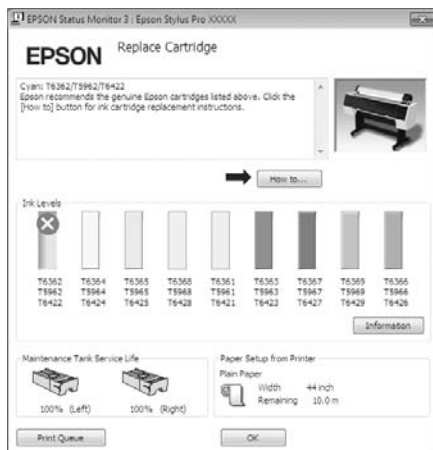 EPSON Status Monitor 3 : Epson Stylus Pro XXXXX
EPSON
Replace Cartridge
Cyan: T6362/T5962/T6422
Epson recommends the genuine Epson cartridges listed above. Click the
[How to] button for ink cartridge replacement instructions.
How to...
Ink Levels
T6362 T6364 T6365 T6368 T6361 T6363 T6367 T6369 T6366
T5962 T5964 T5965 T5968 T5961 T5963 T5967 T5969 T5966
T6422 T6424 T6425 T6428 T6421 T6423 T6427 T6429 T6426
Information
Maintenance Tank Service Life
100% (Left) 100% (Right)
Paper Setup from Printer
Plain Paper
Width 44 inch
Remaining 10.0 m
Print Queue
OK